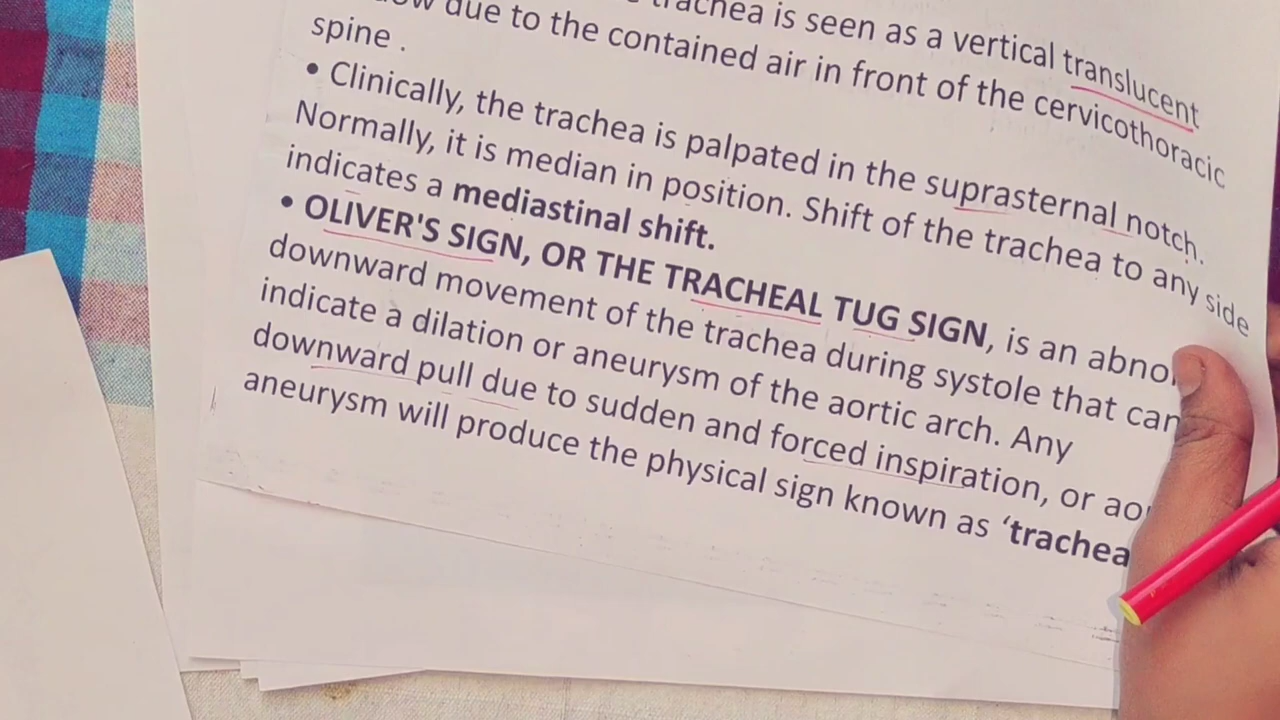 trachea is seen as a vertical translucent
due to the contained air in front of the cervicothoracic
spine .
• Clinically, the trachea is palpated in the suprasternal notch.
Normally, it is median in position. Shift of the trachea to any side
indicates a mediastinal shift.
• OLIVER'S SIGN, OR THE TRACHEAL TUG SIGN, is an
downward movement of the trachea during systole that can
indicate a dilation or aneurysm of the aortic arch. Any
downward pull due to sudden and forced inspiration, or
aneurysm will produce the physical sign known as ‘trachea